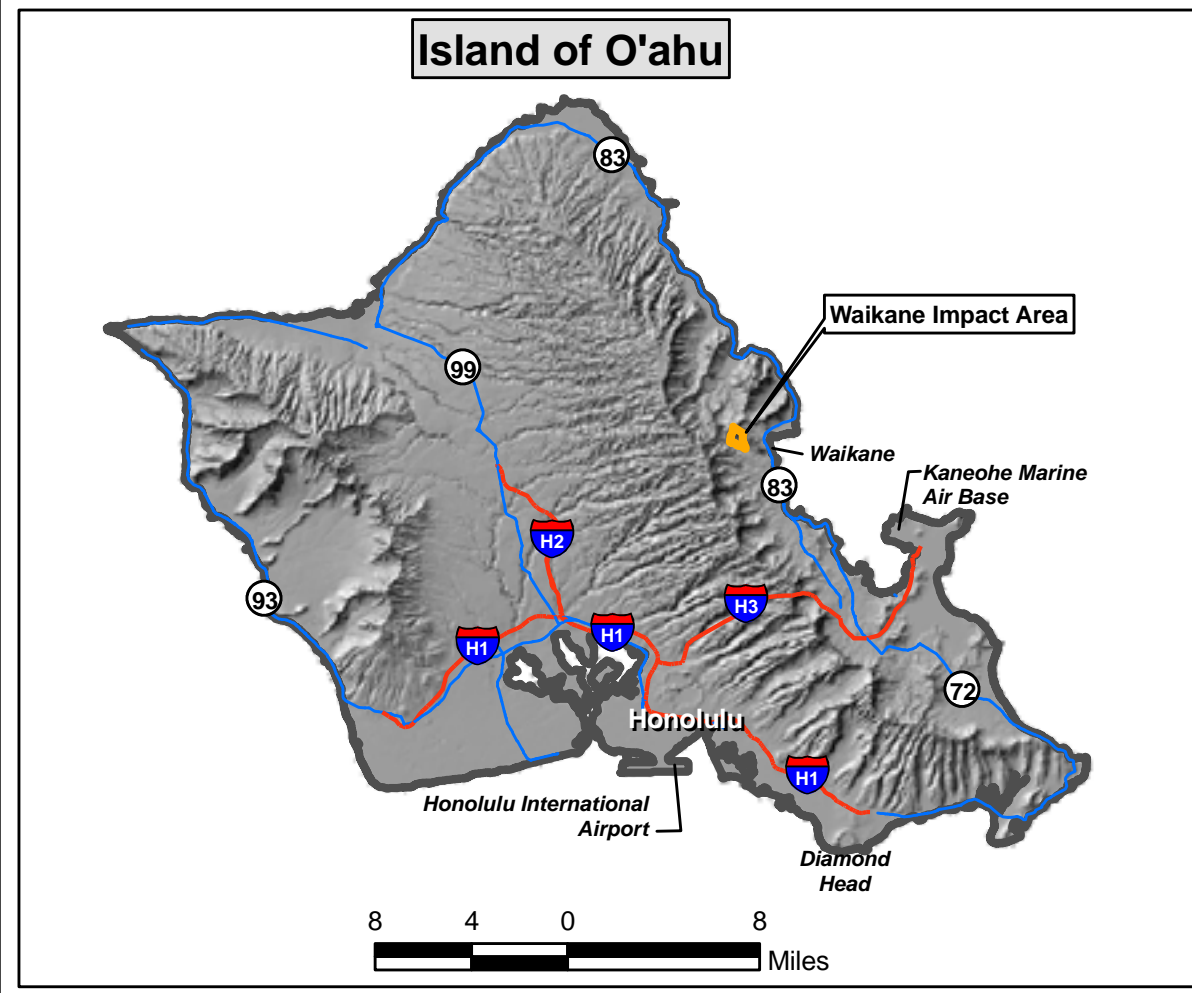 Island of O'ahu
83
Waikane Impact Area
99
Waikane
Kaneohe Marine
Air Base
83
H2
93
H3
H1
H1
72
Honolulu
H1
Honolulu International
Airport
Diamond
Head
8 4 0 8
Miles